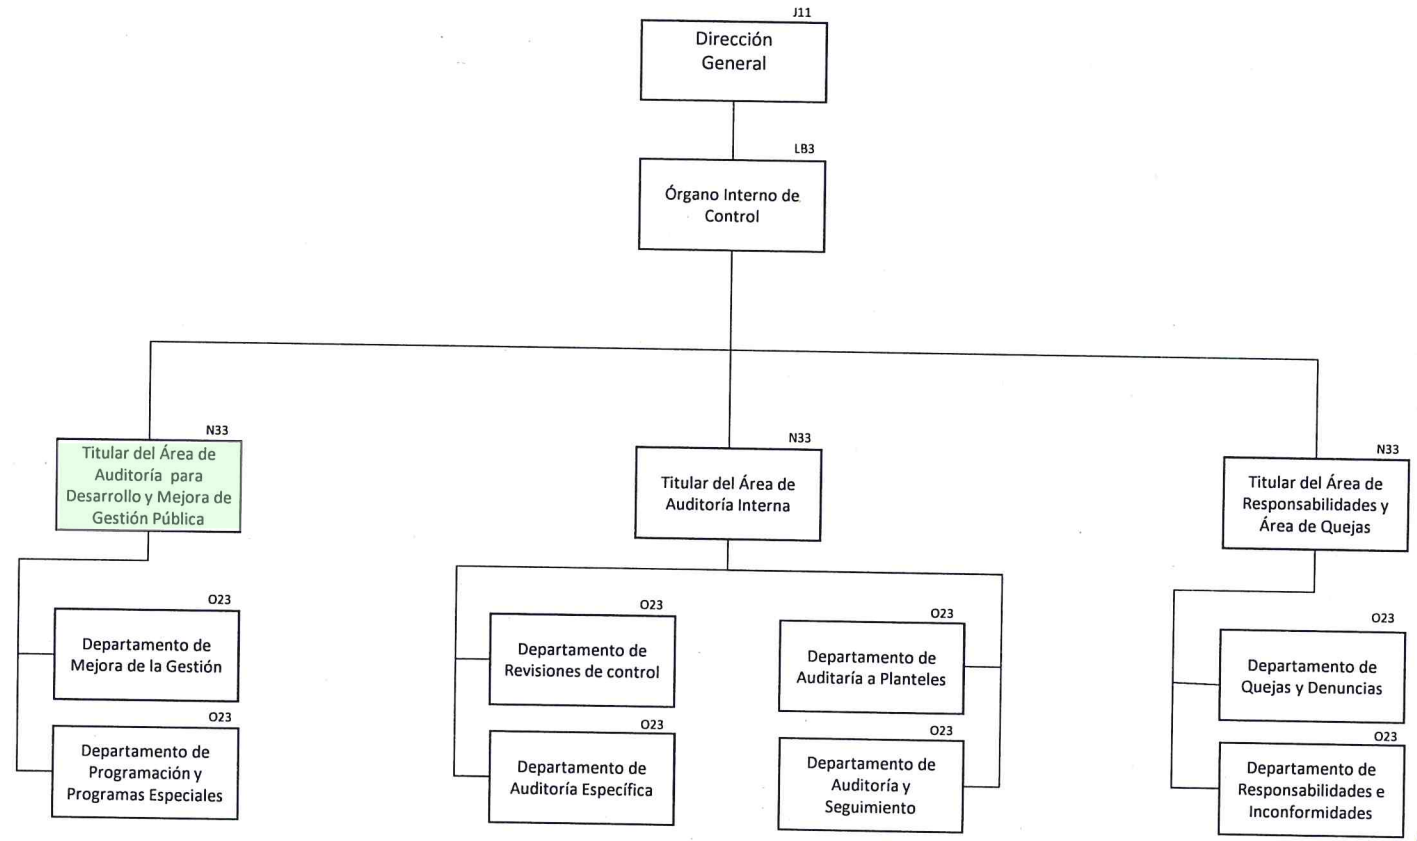 J11
Dirección
General
LB3
Órgano Interno de
Control
N33
Titular del Área de
Auditoría para
Desarrollo y Mejora de
Gestión Pública
N33
Titular del Área de
Auditoría Interna
N33
Titular del Área de
Responsabilidades y
Área de Quejas
O23
Departamento de
Mejora de la Gestión
O23
Departamento de
Programación y
Programas Especiales
O23
Departamento de
Revisiones de control
O23
Departamento de
Auditoría Específica
O23
Departamento de
Auditaría a Planteles
O23
Departamento de
Auditoría y
Seguimiento
O23
Departamento de
Quejas y Denuncias
O23
Departamento de
Responsabilidades e
Inconformidades